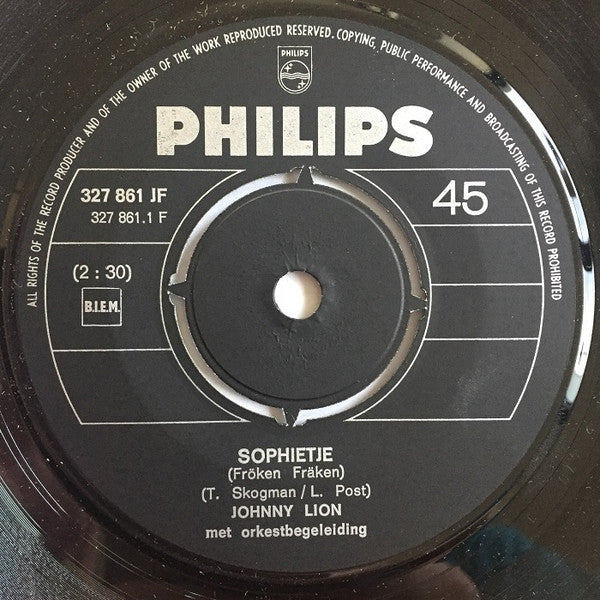 ALL RIGHTS OF THE RECORD PRODUCER AND OF THE OWNER OF THE WORK REPRODUCED RESERVED. COPYING, PUBLIC PERFORMANCE AND BROADCASTING OF THIS RECORD PROHIBITED
PHILIPS
PHILIPS
327 861 JF
327 861.1 F
45
(2 : 30)
B.I.E.M.
SOPHIETJE
(Fröken Fräken)
(T. Skogman / L. Post)
JOHNNY LION
met orkestbegeleiding